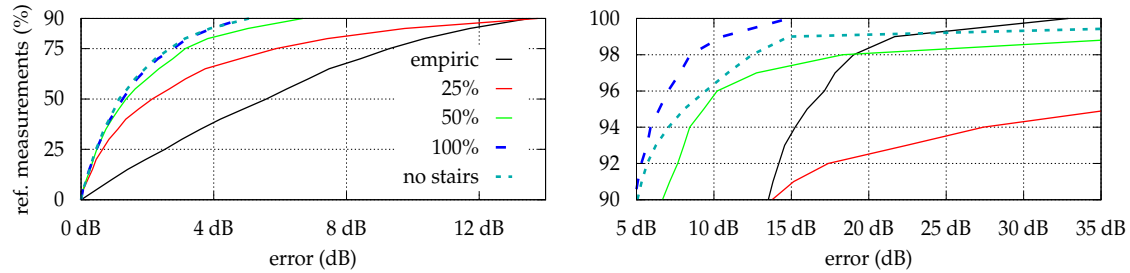 ref. measurements (%)
90
75
50
25
0
0 dB
4 dB
8 dB
12 dB
error (dB)
empiric
25%
50%
100%
no stairs
100
98
96
94
92
90
5 dB
10 dB
15 dB
20 dB
25 dB
30 dB
35 dB
error (dB)